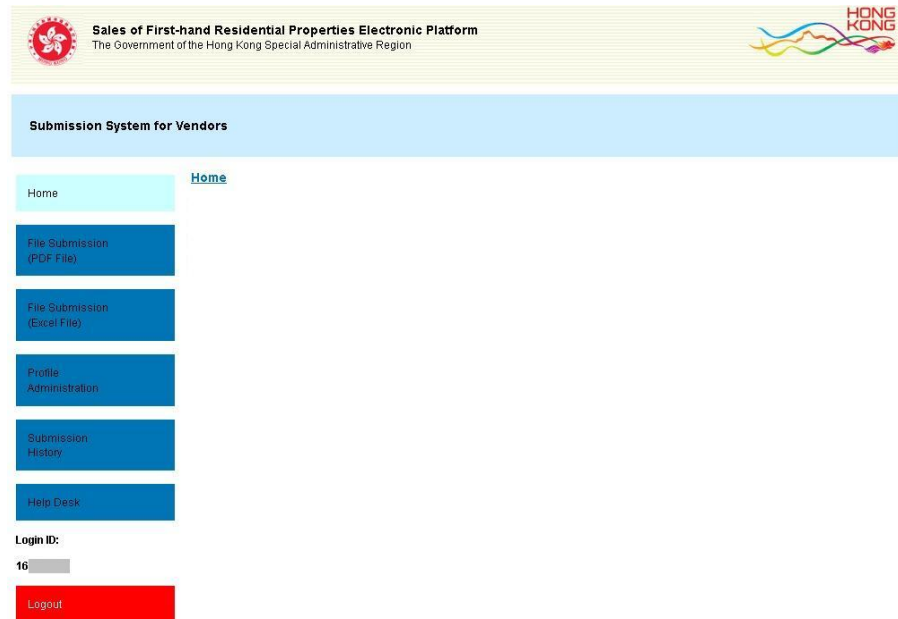 Sales of First-hand Residential Properties Electronic Platform
The Government of the Hong Kong Special Administrative Region
HONG
KONG
Submission System for Vendors
Home
Home
File Submission
(PDF File)
File Submission
(Excel File)
Profile
Administration
Submission
History
Help Desk
Login ID:
16
Logout